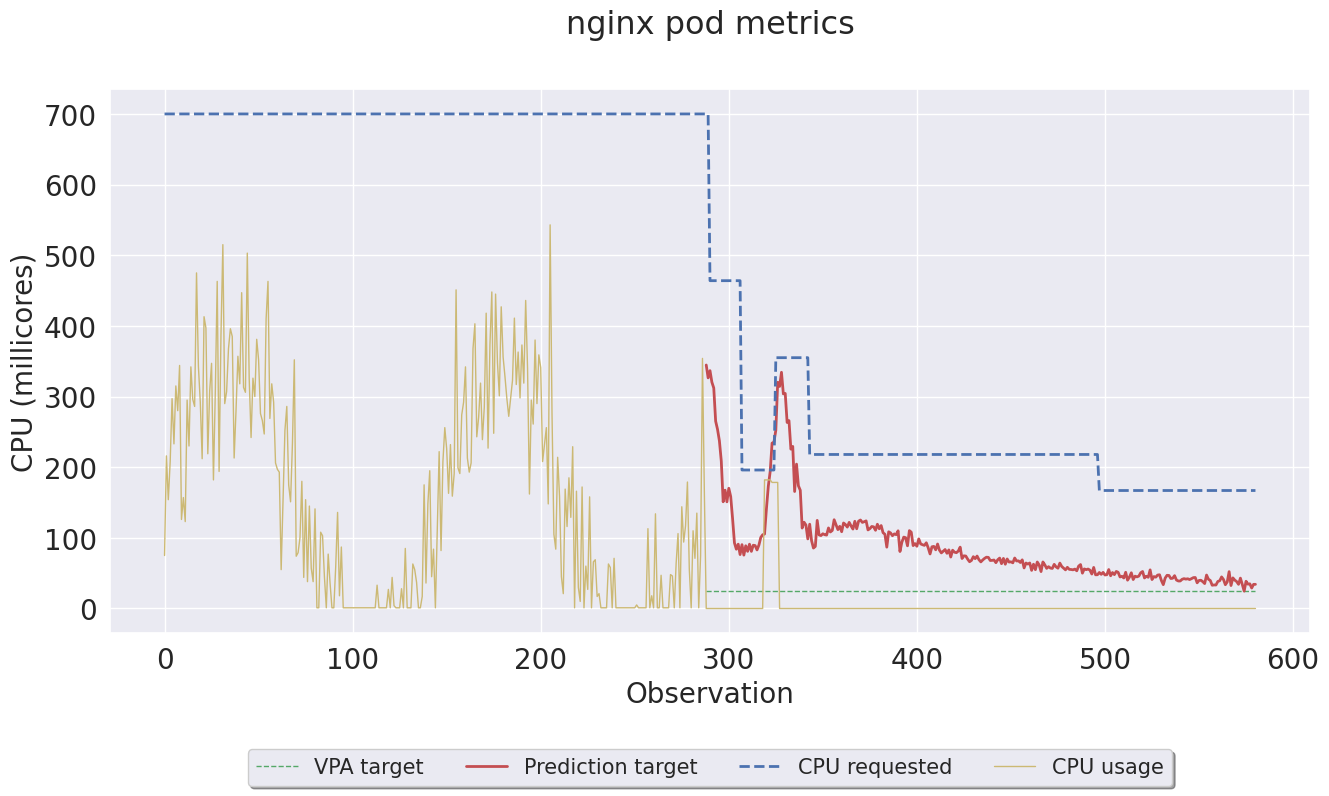 nginx pod metrics
CPU (millicores)
700
600
500
400
300
200
100
0
0 100 200 300 400 500 600
Observation
VPA target Prediction target CPU requested CPU usage